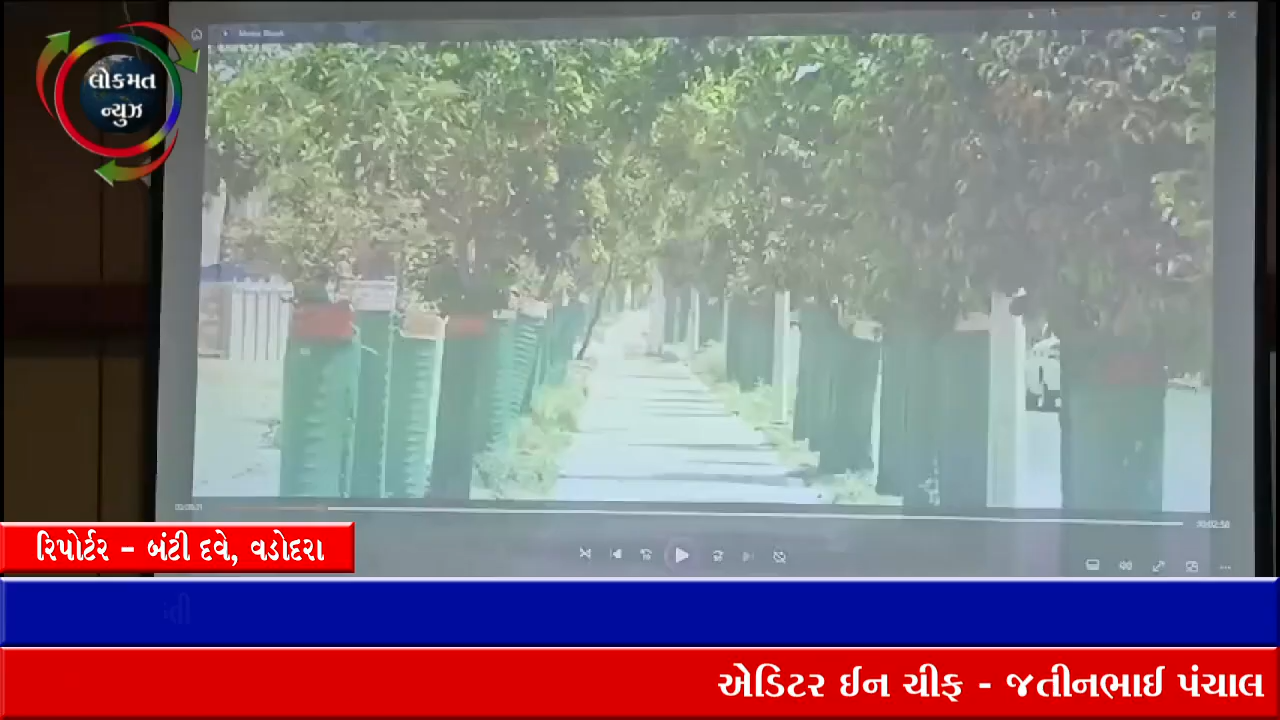 લોકમત
ન્યુઝ
રિપોર્ટર - બંટી દવે, વડોદરા
એડિટર ઈન ચીફ - જતીનભાઈ પંચાલ